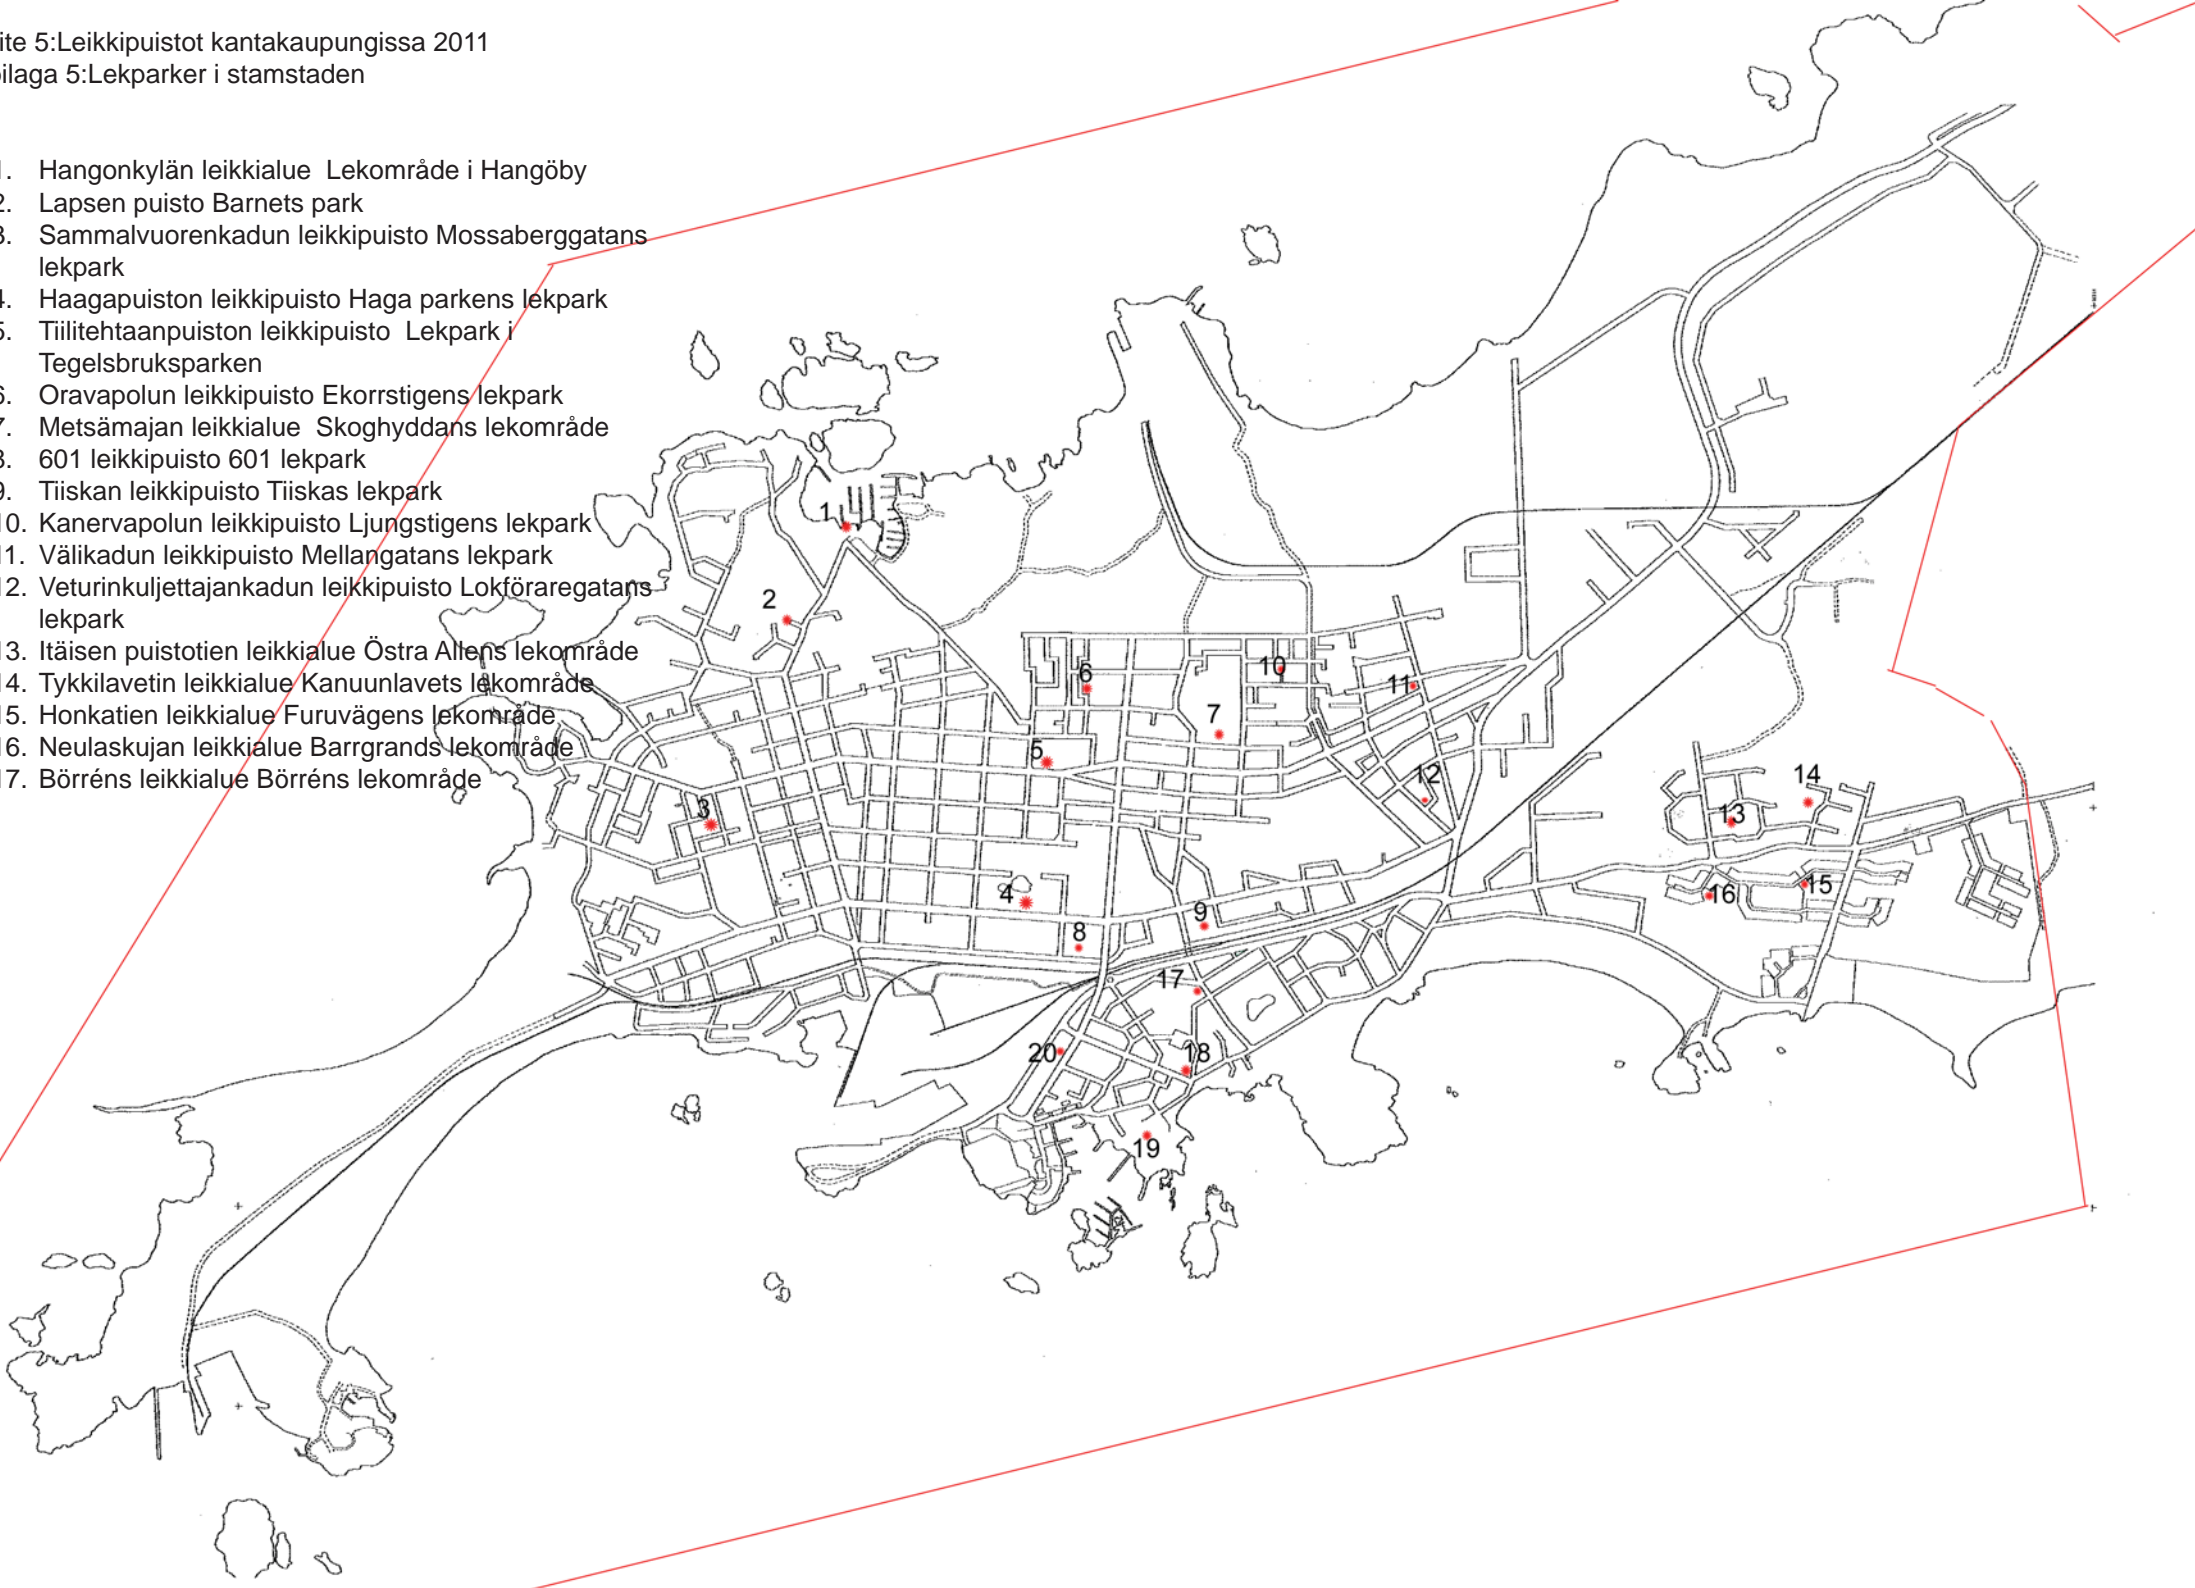 ite 5:Leikkipuistot kantakaupungissa 2011
ilaga 5:Lekparker i stamstaden
1. Hangonkylän leikkialue Lekområde i Hangöby
2. Lapsen puisto Barnets park
3. Sammalvuorenkadun leikkipuisto Mossaberggatans
lekpark
4. Haagapuiston leikkipuisto Haga parkens lekpark
5. Tiilitehtaanpuiston leikkipuisto Lekpark i
Tegelsbruksparken
6. Oravapolun leikkipuisto Ekorrstigens lekpark
7. Metsämajan leikkialue Skoghyddans lekområde
8. 601 leikkipuisto 601 lekpark
9. Tiiskan leikkipuisto Tiiskas lekpark
10. Kanervapolun leikkipuisto Ljungstigens lekpark
11. Välikadun leikkipuisto Mellangatans lekpark
12. Veturinkuljettajankadun leikkipuisto Lokföraregatans
lekpark
13. Itäisen puistotien leikkialue Östra Allens lekområde
14. Tykkilavetin leikkialue Kanuunlavets lekområde
15. Honkatien leikkialue Furuvägens lekområde
16. Neulaskujan leikkialue Barrgrands lekområde
17. Börréns leikkialue Börréns lekområde
1
2
6
10
11
7
5
12
14
3
13
4
15
16
9
8
17
20
18
19